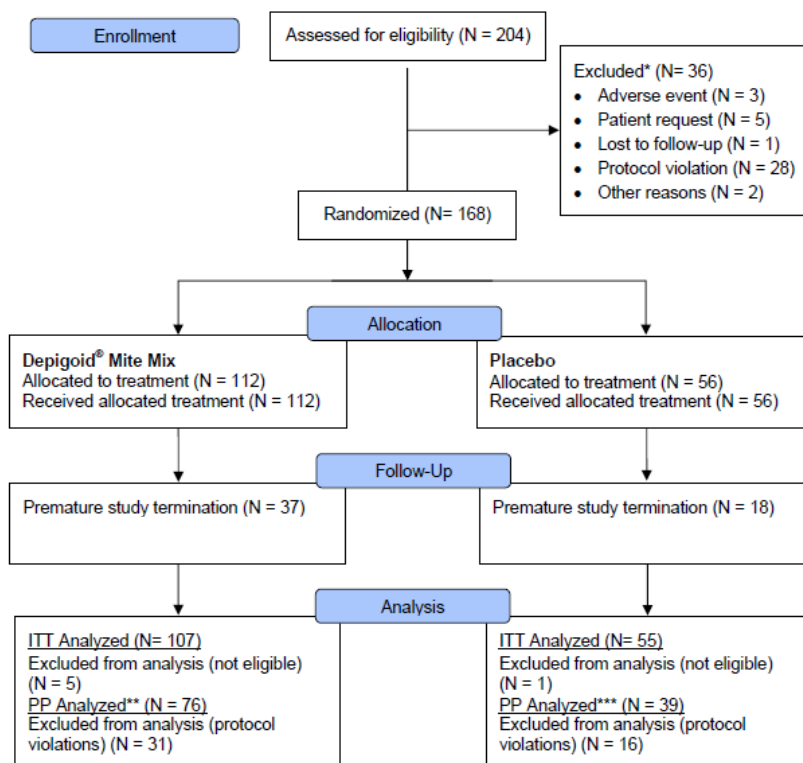 Enrollment
Assessed for eligibility (N = 204)
Excluded* (N= 36)
• Adverse event (N = 3)
• Patient request (N = 5)
• Lost to follow-up (N = 1)
• Protocol violation (N = 28)
• Other reasons (N = 2)
Randomized (N= 168)
Allocation
Depigoid® Mite Mix
Allocated to treatment (N = 112)
Received allocated treatment (N = 112)
Placebo
Allocated to treatment (N = 56)
Received allocated treatment (N = 56)
Follow-Up
Premature study termination (N = 37)
Premature study termination (N = 18)
Analysis
ITT Analyzed (N= 107)
Excluded from analysis (not eligible)
(N = 5)
PP Analyzed** (N = 76)
Excluded from analysis (protocol
violations) (N = 31)
ITT Analyzed (N= 55)
Excluded from analysis (not eligible)
(N = 1)
PP Analyzed*** (N = 39)
Excluded from analysis (protocol
violations) (N = 16)